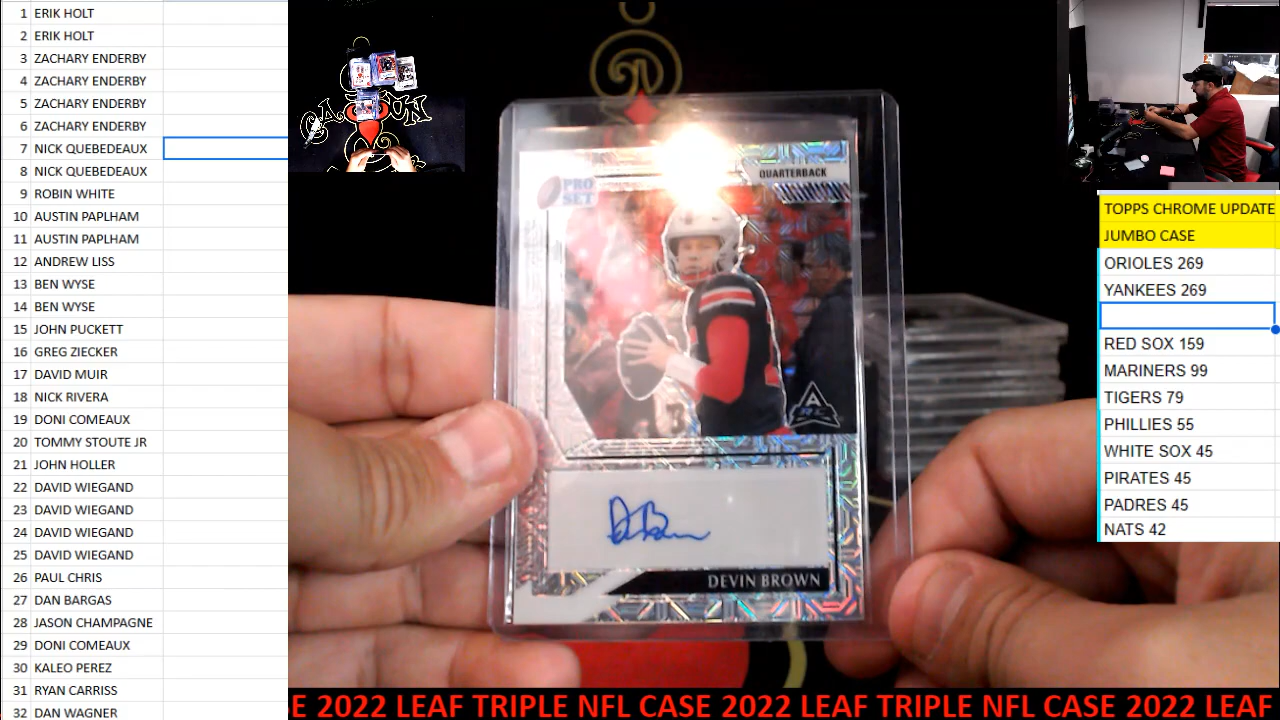 1 ERIK HOLT
2 ERIK HOLT
3 ZACHARY ENDERBY
4 ZACHARY ENDERBY
5 ZACHARY ENDERBY
6 ZACHARY ENDERBY
7 NICK QUEBEDEAUX
8 NICK QUEBEDEAUX
9 ROBIN WHITE
10 AUSTIN PAPLHAM
11 AUSTIN PAPLHAM
12 ANDREW LISS
13 BEN WYSE
14 BEN WYSE
15 JOHN PUCKETT
16 GREG ZIECKER
17 DAVID MUIR
18 NICK RIVERA
19 DONI COMEAUX
20 TOMMY STOUTE JR
21 JOHN HOLLER
22 DAVID WIEGAND
23 DAVID WIEGAND
24 DAVID WIEGAND
25 DAVID WIEGAND
26 PAUL CHRIS
27 DAN BARGAS
28 JASON CHAMPAGNE
29 DONI COMEAUX
30 KALEO PEREZ
31 RYAN CARRISS
32 DAN WAGNER
PRO
SET
QUARTERBACK
DEVIN BROWN
TOPPS CHROME UPDATE
JUMBO CASE
ORIOLES 269
YANKEES 269
RED SOX 159
MARINERS 99
TIGERS 79
PHILLIES 55
WHITE SOX 45
PIRATES 45
PADRES 45
NATS 42
E 2022 LEAF TRIPLE NFL CASE 2022 LEAF TRIPLE NFL CASE 2022 LEAF